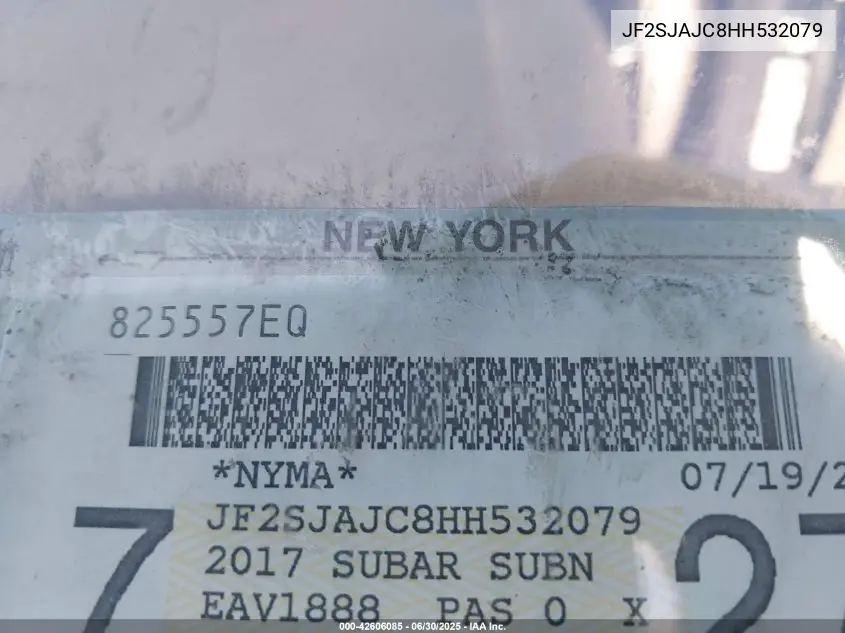 JF2SJAJC8HH532079
NEW YORK
825557EQ
*NYMA*
07/19/2
JF2SJAJC8HH532079
7
2017 SUBAR SUBN
27
EAV1888 PAS 0 X
000-42606085 - 06/30/2025 - IAA Inc.